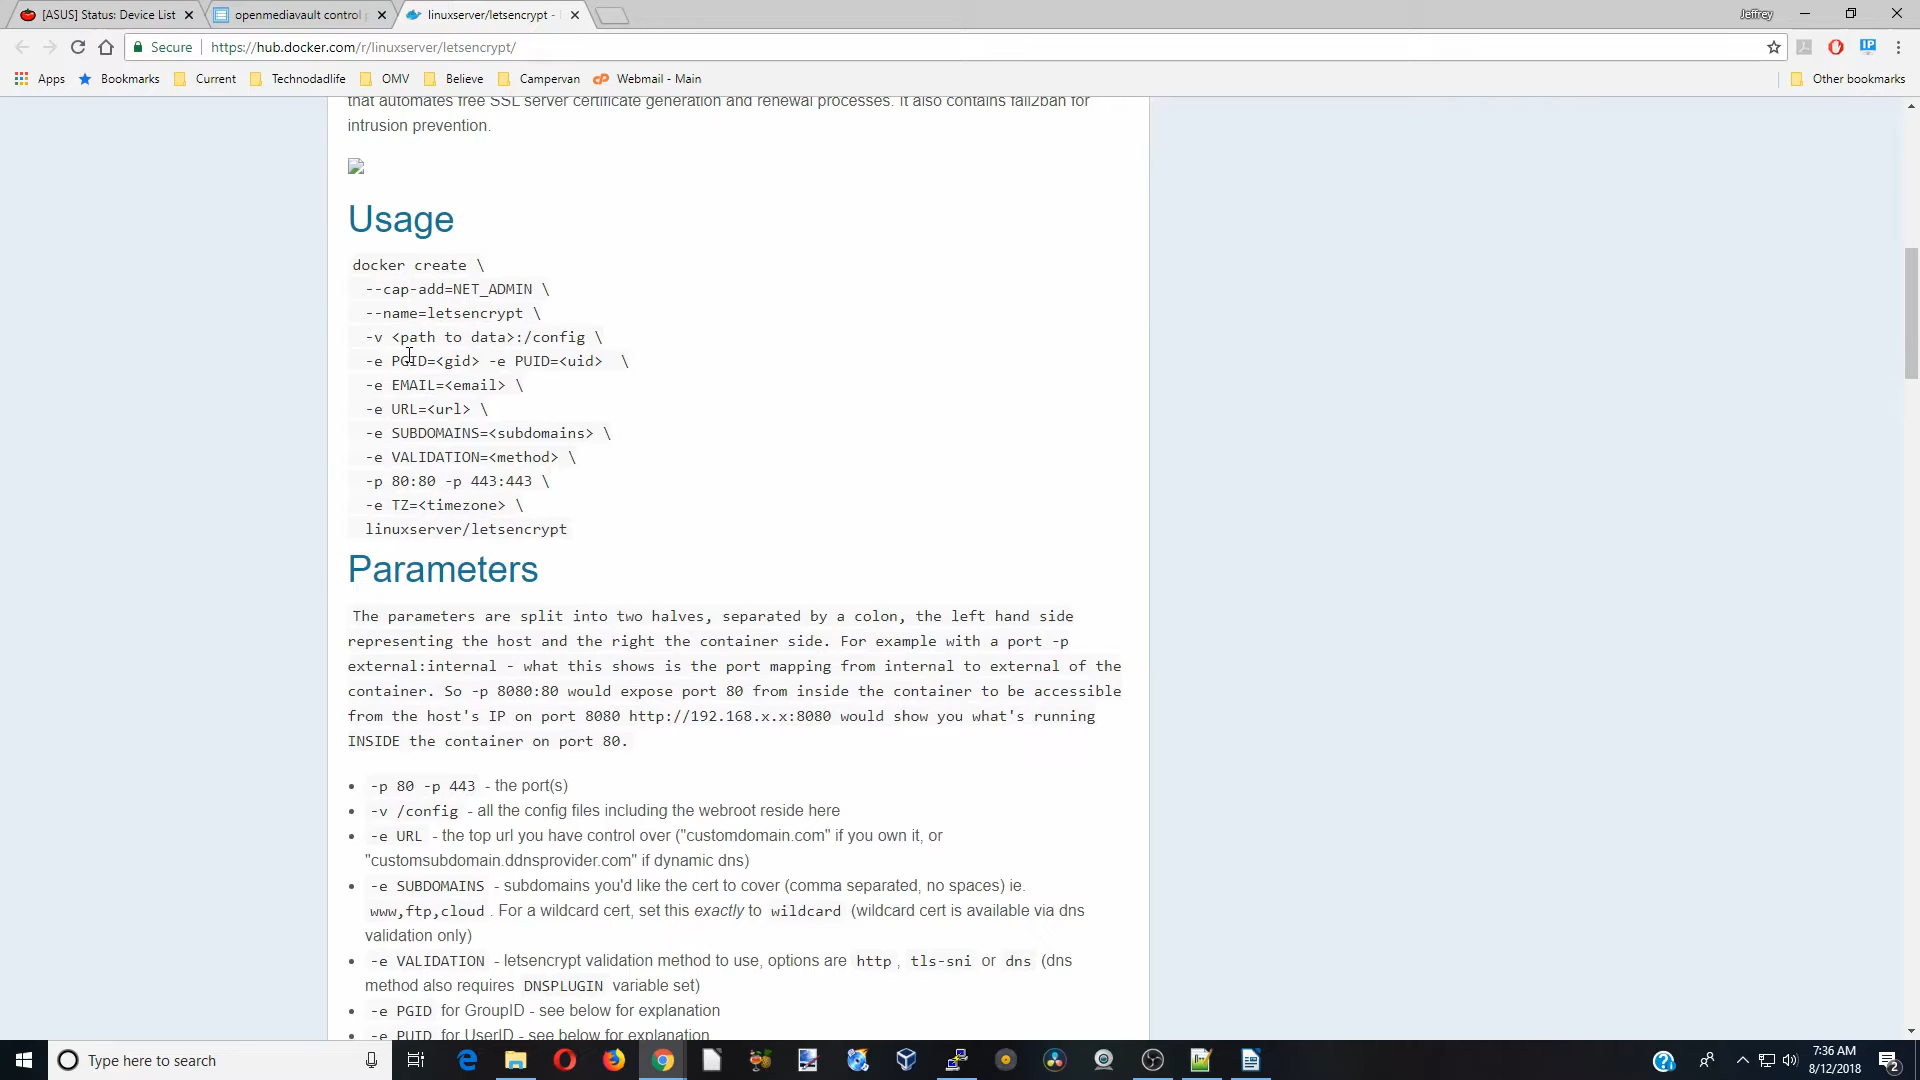 [ASUS] Status: Device List
openmediavault control
linuxserver/letsencrypt -
Jeffrey
Secure
https://hub.docker.com/r/linuxserver/letsencrypt/
IP
Apps
Bookmarks
Current
Technodadlife
OMV
Believe
Campervan
Webmail - Main
Other bookmarks
that automates free SSL server certificate generation and renewal processes. It also contains fail2ban for
intrusion prevention.
Usage
docker create \
--cap-add=NET_ADMIN \
--name=letsencrypt \
-v <path to data>:/config \
-e PGID=<gid> -e PUID=<uid>  \
-e EMAIL=<email> \
-e URL=<url> \
-e SUBDOMAINS=<subdomains> \
-e VALIDATION=<method> \
-p 80:80 -p 443:443 \
-e TZ=<timezone> \
linuxserver/letsencrypt
Parameters
The parameters are split into two halves, separated by a colon, the left hand side
representing the host and the right the container side. For example with a port -p
external:internal - what this shows is the port mapping from internal to external of the
container. So -p 8080:80 would expose port 80 from inside the container to be accessible
from the host's IP on port 8080 http://192.168.x.x:8080 would show you what's running
INSIDE the container on port 80.
• -p 80 -p 443 - the port(s)
• -v /config - all the config files including the webroot reside here
• -e URL - the top url you have control over ("customdomain.com" if you own it, or
"customsubdomain.ddnsprovider.com" if dynamic dns)
• -e SUBDOMAINS - subdomains you'd like the cert to cover (comma separated, no spaces) ie.
www,ftp,cloud . For a wildcard cert, set this exactly to wildcard (wildcard cert is available via dns
validation only)
• -e VALIDATION - letsencrypt validation method to use, options are http , tls-sni or dns (dns
method also requires DNSPLUGIN variable set)
• -e PGID for GroupID - see below for explanation
• -e PUID for UserID - see below for explanation
Type here to search
7:36 AM
8/12/2018
2